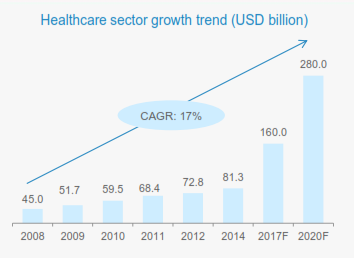 Healthcare sector growth trend (USD billion)
280.0
CAGR: 17%
160.0
45.0 51.7 59.5 68.4 72.8 81.3
2008 2009 2010 2011 2012 2014 2017F 2020F